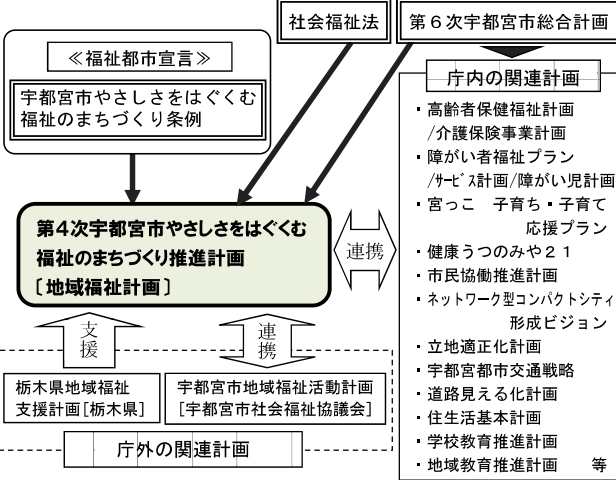 社会福祉法
第６次宇都宮市総合計画
≪福祉都市宣言≫
宇都宮市やさしさをはぐくむ
福祉のまちづくり条例
第４次宇都宮市やさしさをはぐくむ
福祉のまちづくり推進計画
［地域福祉計画］
連携
庁内の関連計画
・高齢者保健福祉計画
/介護保険事業計画
・障がい者福祉プラン
/ｻｰﾋﾞｽ計画/障がい児計画
・宮っこ　子育ち・子育て
応援プラン
・健康うつのみや２１
・市民協働推進計画
・ネットワーク型コンパクトシティ
形成ビジョン
・立地適正化計画
・宇都宮都市交通戦略
・道路見える化計画
・住生活基本計画
・学校教育推進計画
・地域教育推進計画　等
支援
連携
栃木県地域福祉
支援計画[栃木県]
宇都宮市地域福祉活動計画
[宇都宮市社会福祉協議会]
庁外の関連計画